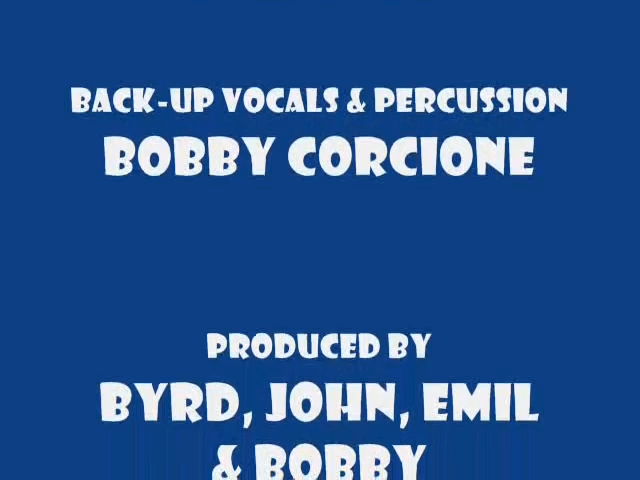 BACK-UP VOCALS & PERCUSSION
BOBBY CORCIONE
PRODUCED BY
BYRD, JOHN, EMIL
& BOBBY